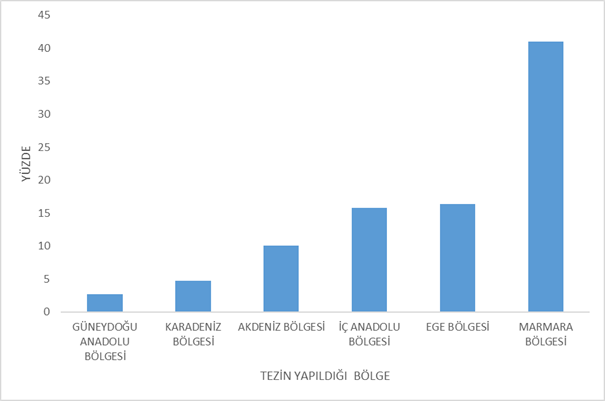 45
40
35
30
25
20
15
10
5
0
YÜZDE
GÜNEYDOĞU
ANADOLU
BÖLGESİ
KARADENİZ
BÖLGESİ
AKDENİZ BÖLGESİ
İÇ ANADOLU
BÖLGESİ
EGE BÖLGESİ
MARMARA
BÖLGESİ
TEZİN YAPILDIĞI BÖLGE